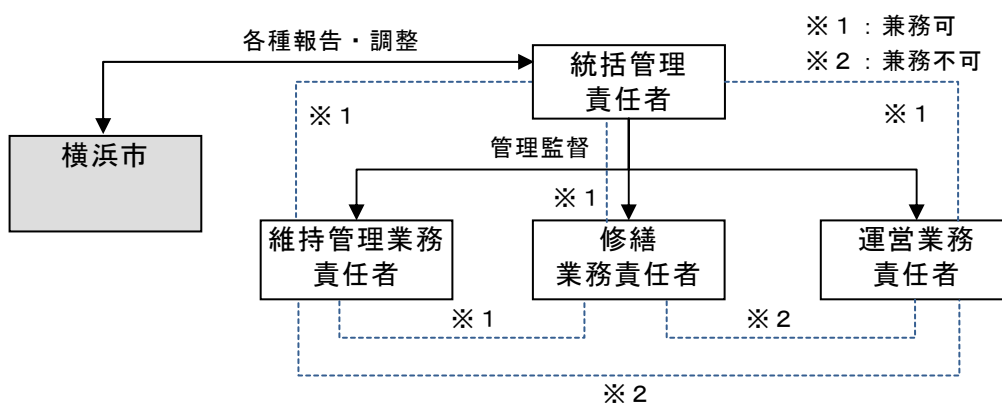 各種報告・調整
※１：兼務可
※２：兼務不可
統括管理
責任者
※１
※１
横浜市
管理監督
※１
維持管理業務
責任者
修繕
業務責任者
運営業務
責任者
※１
※２
※２